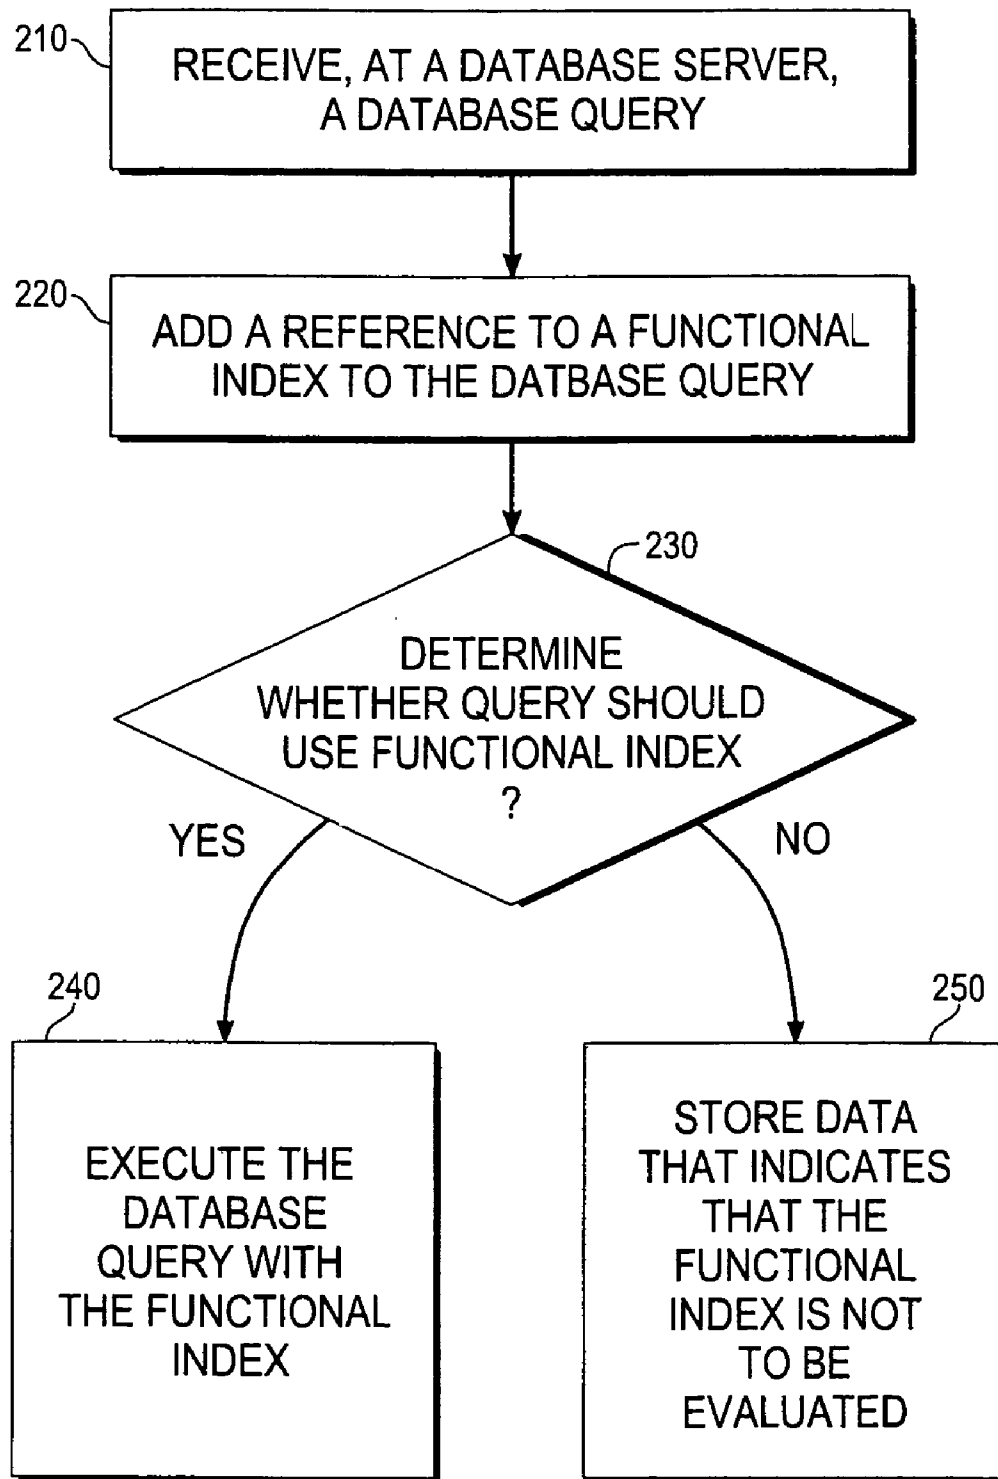 210
RECEIVE, AT A DATABASE SERVER,
A DATABASE QUERY
220
ADD A REFERENCE TO A FUNCTIONAL
INDEX TO THE DATBASE QUERY
230
DETERMINE
WHETHER QUERY SHOULD
USE FUNCTIONAL INDEX
?
YES
NO
240
EXECUTE THE
DATABASE
QUERY WITH
THE FUNCTIONAL
INDEX
250
STORE DATA
THAT INDICATES
THAT THE
FUNCTIONAL
INDEX IS NOT
TO BE
EVALUATED